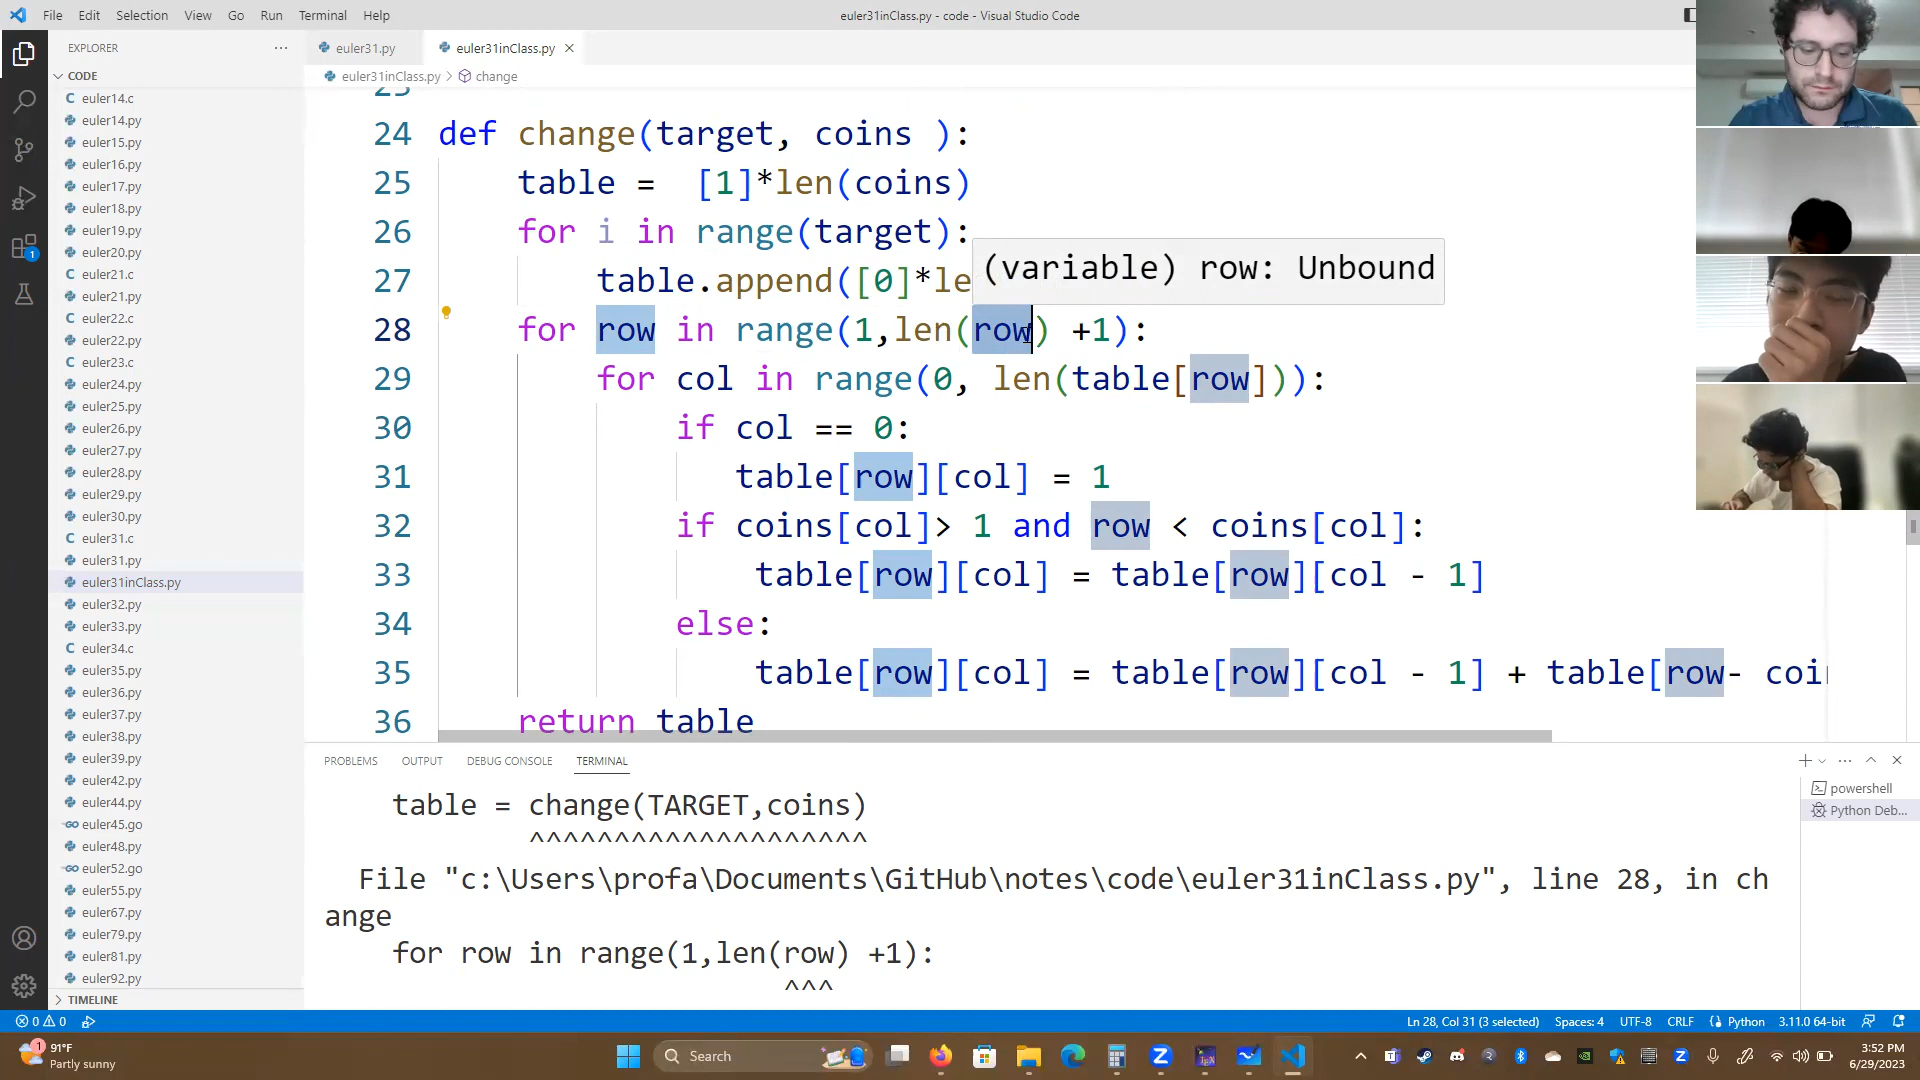 File Edit Selection View Go Run Terminal Help
euler31inClass.py - code - Visual Studio Code
EXPLORER
CODE
euler14.c
euler14.py
euler15.py
euler16.py
euler17.py
euler18.py
euler19.py
euler20.py
euler21.c
euler21.py
euler22.c
euler22.py
euler23.c
euler24.py
euler25.py
euler26.py
euler27.py
euler28.py
euler29.py
euler30.py
euler31.c
euler31.py
euler31inClass.py
euler32.py
euler33.py
euler34.c
euler35.py
euler36.py
euler37.py
euler38.py
euler39.py
euler42.py
euler44.py
euler45.go
euler48.py
euler52.go
euler55.py
euler67.py
euler79.py
euler81.py
euler92.py
TIMELINE
euler31.py euler31inClass.py
euler31inClass.py > change
24 def change(target, coins ):
25 table = [1]*len(coins)
26 for i in range(target):
27 table.append([0]*le
(variable) row: Unbound
28 for row in range(1,len(row) +1):
29 for col in range(0, len(table[row])):
30 if col == 0:
31 table[row][col] = 1
32 if coins[col]> 1 and row < coins[col]:
33 table[row][col] = table[row][col - 1]
34 else:
35 table[row][col] = table[row][col - 1] + table[row- coi
36 return table
PROBLEMS OUTPUT DEBUG CONSOLE TERMINAL
table = change(TARGET,coins)
^^^^^^^^^^^^^^^^^^^^
File "c:\Users\profa\Documents\GitHub\notes\code\euler31inClass.py", line 28, in ch
ange
for row in range(1,len(row) +1):
^^^
powershell
Python Deb...
0 0
Ln 28, Col 31 (3 selected) Spaces: 4 UTF-8 CRLF Python 3.11.0 64-bit
1
91°F
Partly sunny
Search
3:52 PM
6/29/2023